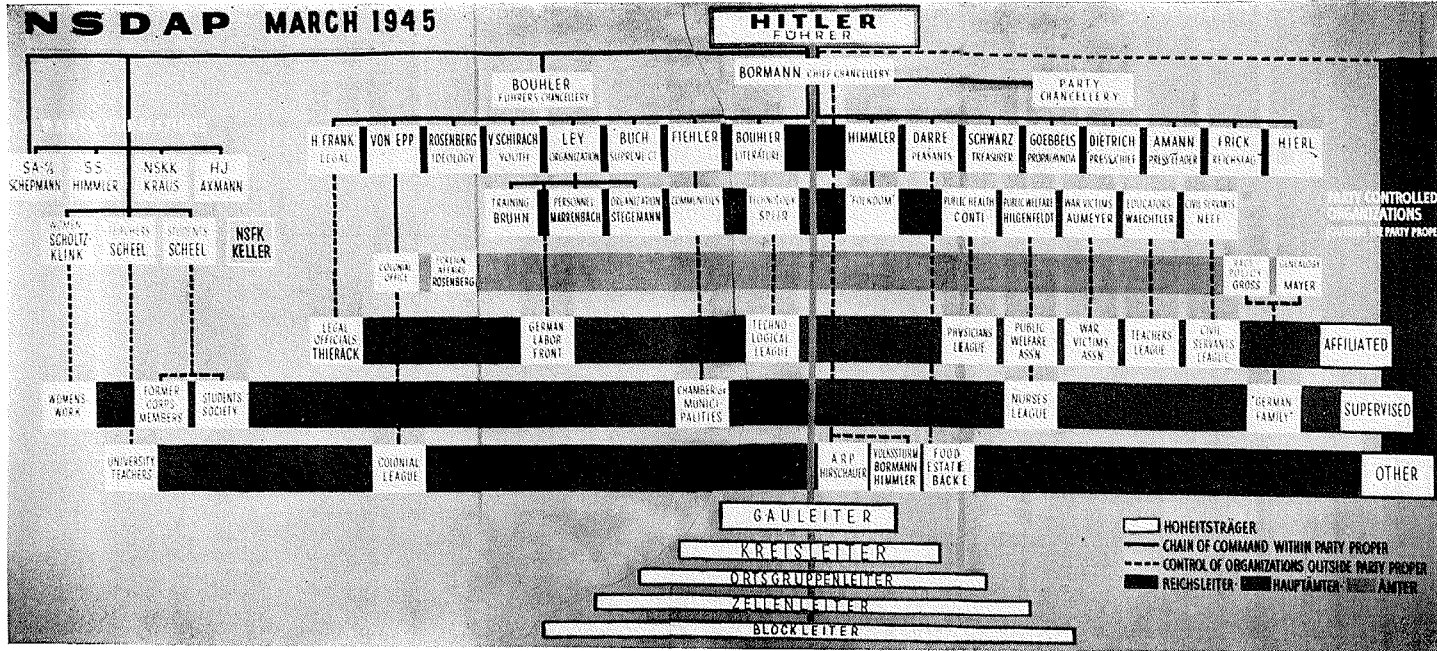 NSDAP MARCH 1945
HITLER
FÜHRER
BOUHLER
FÜHRERS CHANCELLERY
BORMANN CHIEF CHANCELLERY
PARTY
CHANCELLERY
H.FRANK
LEGAL
VON EPP
ROSENBERG
IDEOLOGY
V.SCHIRACH
YOUTH
LEY
ORGANIZATION
BUCH
SUPREME CT
FIEHLER
BOUHLER
LITERATURE
HIMMLER
DARRE
PEASANTS
SCHWARZ
TREASURER
GOEBBELS
PROPAGANDA
DIETRICH
PRESS CHIEF
AMANN
PRESS LEADER
FRICK
REICHSTAG
HIERL
SA
SCHEPMANN
SS
HIMMLER
NSKK
KRAUS
HJ
AXMANN
TRAINING
BRUHN
PERSONNEL
MARRENBACH
ORGANIZATION
STEGEMANN
COMMUNITIES
TECHNOLOGY
SPEER
"FOLKDOM"
PUBLIC HEALTH
CONTI
PUBLIC WELFARE
HILGENFELDT
WAR VICTIMS
AUMEYER
EDUCATORS
WAECHTLER
CIVIL SERVANTS
NEEF
PARTY CONTROLLED
ORGANIZATIONS
OUTSIDE THE PARTY PROPER
WOMEN
SCHOLTZ-
KLINK
TEACHERS
SCHEEL
STUDENTS
SCHEEL
NSFK
KELLER
COLONIAL
OFFICE
FOREIGN
AFFAIRS
ROSENBERG
RACE
POLICY
GROSS
GENEALOGY
MAYER
LEGAL
OFFICIALS
THIERACK
GERMAN
LABOR
FRONT
TECHNO-
LOGICAL
LEAGUE
PHYSICIANS
LEAGUE
PUBLIC
WELFARE
ASSN.
WAR
VICTIMS
ASSN.
TEACHERS
LEAGUE
CIVIL
SERVANTS
LEAGUE
AFFILIATED
WOMENS
WORK
FORMER
CORPS
MEMBERS
STUDENTS
SOCIETY
CHAMBER OF
MUNICI-
PALITIES
NURSES
LEAGUE
"GERMAN
FAMILY"
SUPERVISED
UNIVERSITY
TEACHERS
COLONIAL
LEAGUE
A R P
HIRSCHAUER
VOLKSSTURM
BORMANN
HIMMLER
FOOD
ESTATE
BACKE
OTHER
GAULEITER
KREISLEITER
ORTSGRUPPENLEITER
ZELLENLEITER
BLOCKLEITER
HOHEITSTRÄGER
CHAIN OF COMMAND WITHIN PARTY PROPER
CONTROL OF ORGANIZATIONS OUTSIDE PARTY PROPER
REICHSLEITER· HAUPTÄMTER· ÄMTER